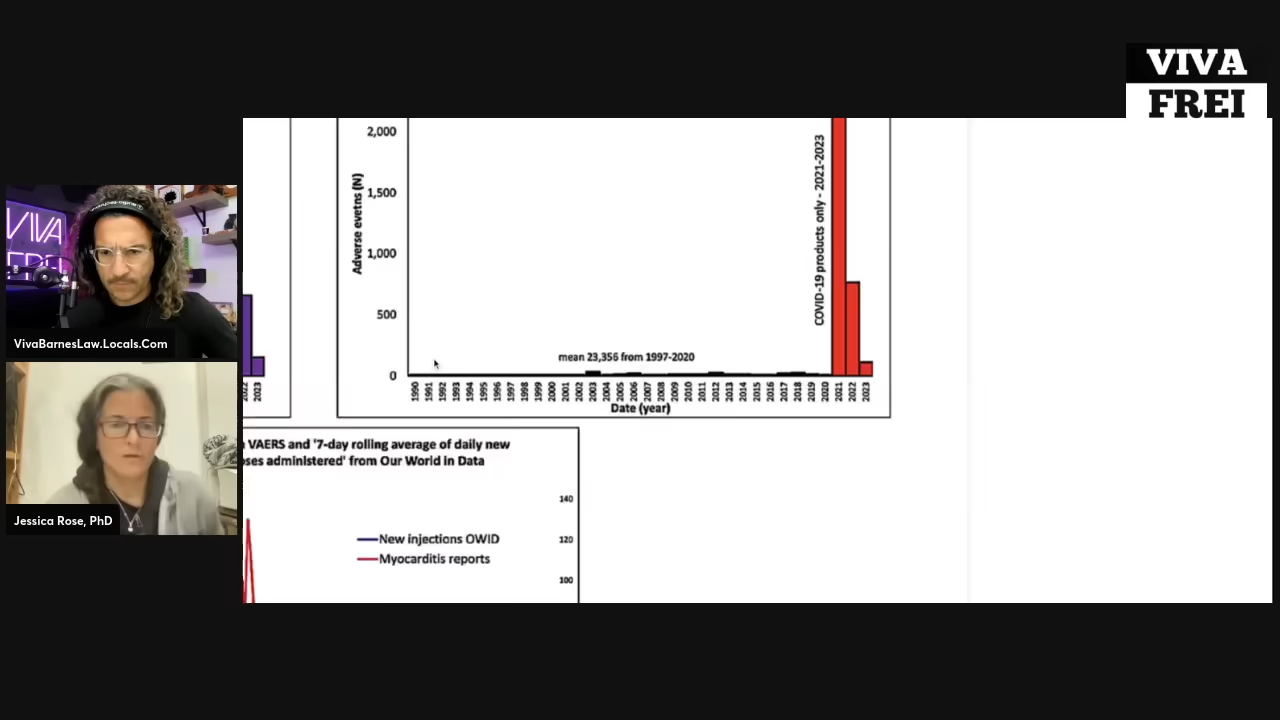 VIVA
FREI
VIVA
FREI
VivaBarnesLaw.Locals.Com
Jessica Rose, PhD
2,000
1,500
1,000
500
0
Adverse evetns (N)
COVID-19 products only - 2021-2023
mean 23,356 from 1997-2020
1990 1991 1992 1993 1994 1995 1996 1997 1998 1999 2000 2001 2002 2003 2004 2005 2006 2007 2008 2009 2010 2011 2012 2013 2014 2015 2016 2017 2018 2019 2020 2021 2022 2023
Date (year)
2022 2023
VAERS and '7-day rolling average of daily new
ses administered' from Our World in Data
New injections OWID
Myocarditis reports
140
120
100